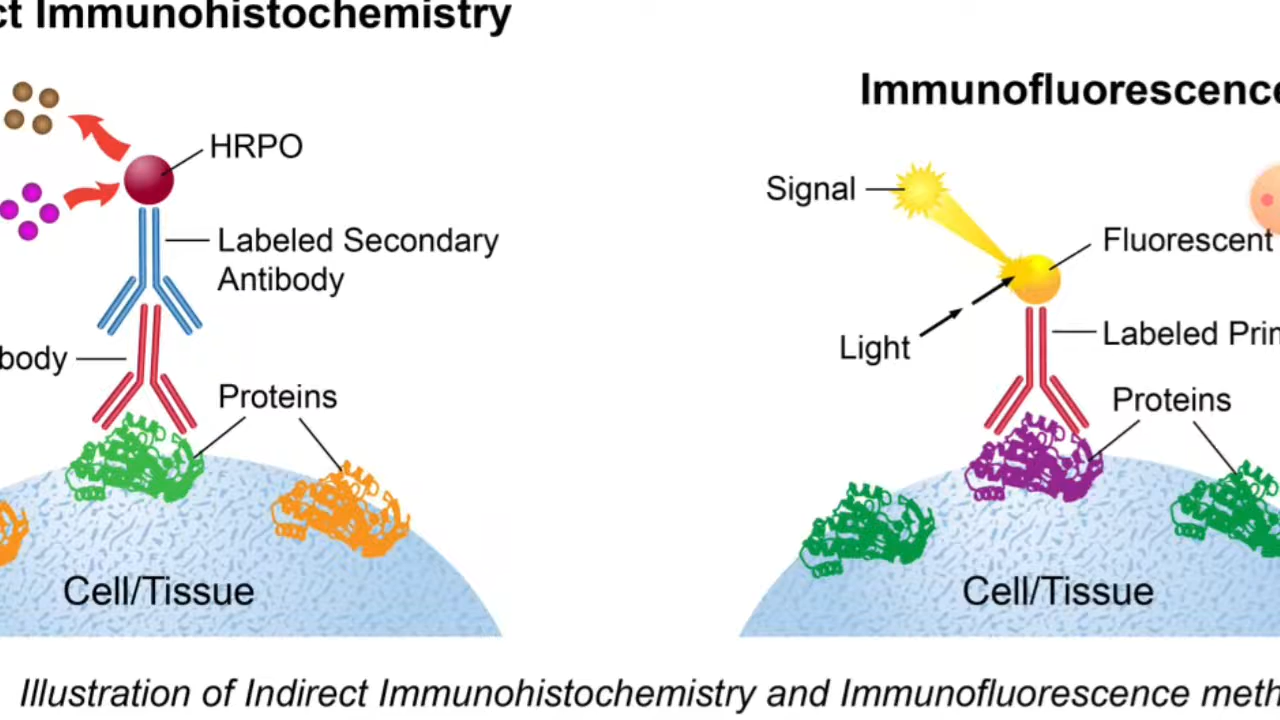 ct Immunohistochemistry
HRPO
Labeled Secondary
Antibody
body
Proteins
Cell/Tissue
Immunofluorescence
Signal
Fluorescent
Light
Labeled Prim
Proteins
Cell/Tissue
Illustration of Indirect Immunohistochemistry and Immunofluorescence meth